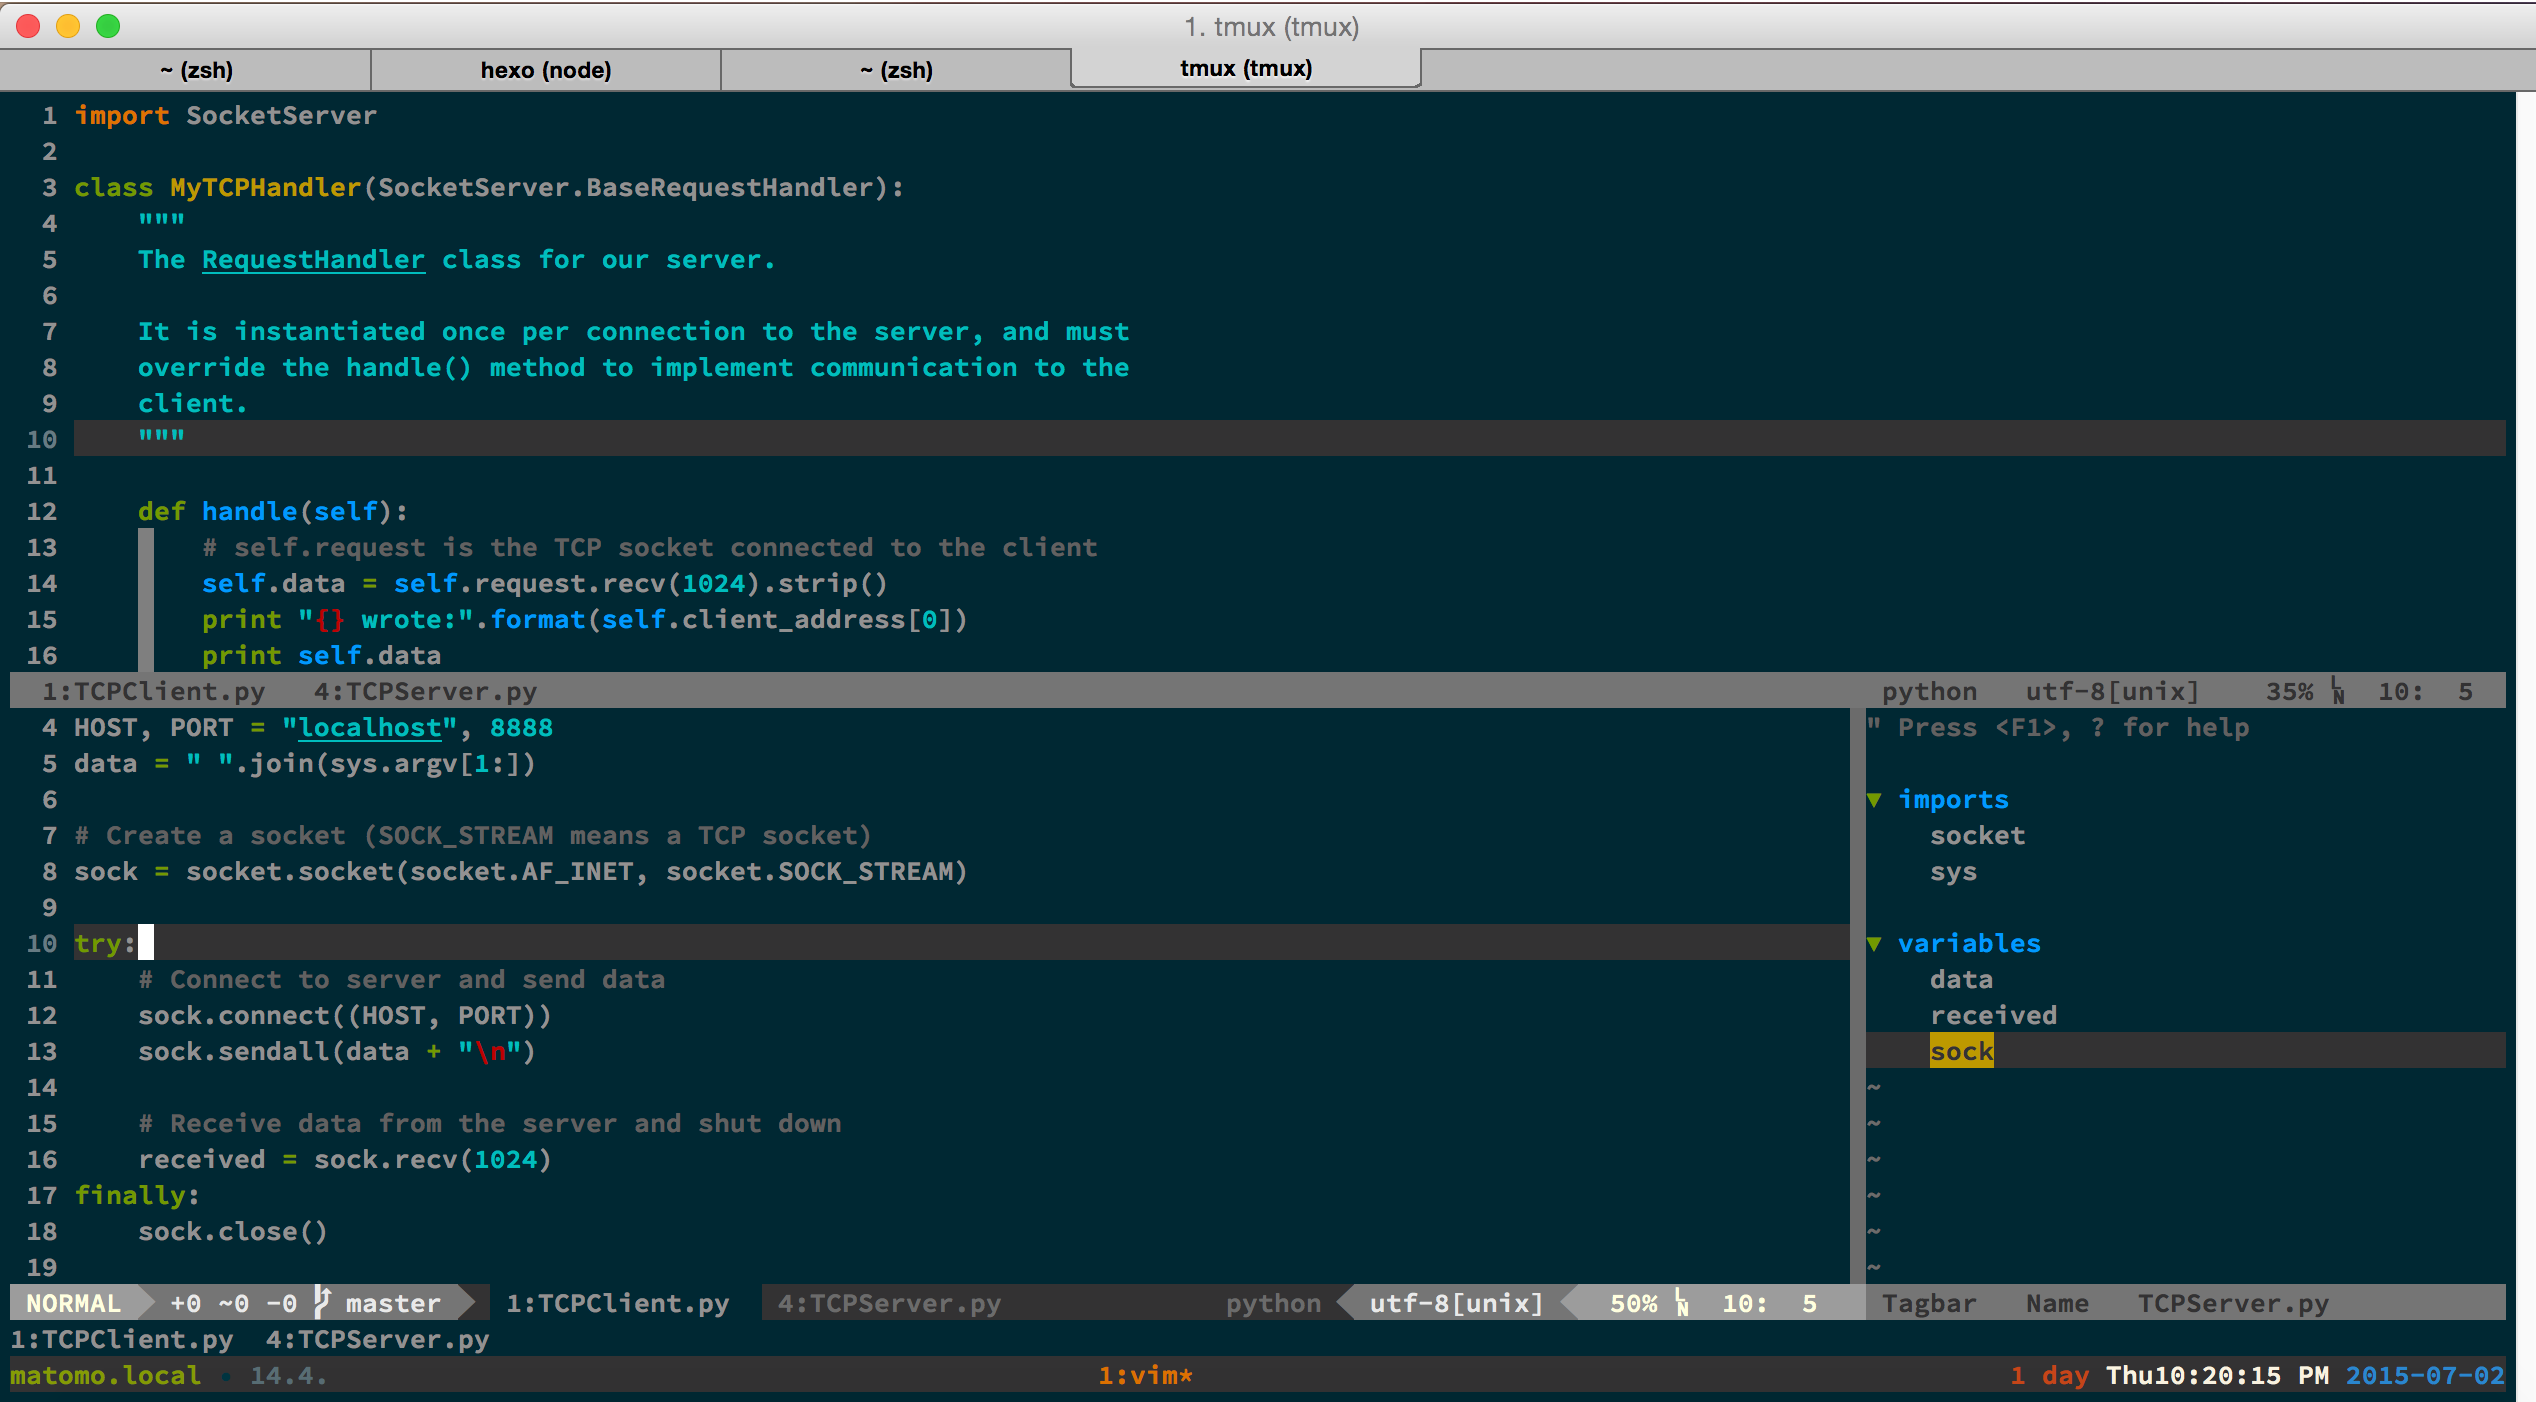 1. tmux (tmux)
~ (zsh) hexo (node) ~ (zsh) tmux (tmux)
1 import SocketServer
2
3 class MyTCPHandler(SocketServer.BaseRequestHandler):
4     """
5     The RequestHandler class for our server.
6
7     It is instantiated once per connection to the server, and must
8     override the handle() method to implement communication to the
9     client.
10     """
11
12     def handle(self):
13         # self.request is the TCP socket connected to the client
14         self.data = self.request.recv(1024).strip()
15         print "{} wrote:".format(self.client_address[0])
16         print self.data
1:TCPClient.py   4:TCPServer.py   python   utf-8[unix]   35% LN 10:  5
4 HOST, PORT = "localhost", 8888
5 data = " ".join(sys.argv[1:])
6
7 # Create a socket (SOCK_STREAM means a TCP socket)
8 sock = socket.socket(socket.AF_INET, socket.SOCK_STREAM)
9
10 try:
11     # Connect to server and send data
12     sock.connect((HOST, PORT))
13     sock.sendall(data + "\n")
14
15     # Receive data from the server and shut down
16     received = sock.recv(1024)
17 finally:
18     sock.close()
19
" Press <F1>, ? for help
▼ imports
socket
sys
▼ variables
data
received
sock
~
~
~
~
~
~
NORMAL +0 ~0 -0 master 1:TCPClient.py 4:TCPServer.py python utf-8[unix] 50% LN 10:  5 Tagbar Name TCPServer.py
1:TCPClient.py  4:TCPServer.py
matomo.local • 14.4. 1:vim* 1 day Thu10:20:15 PM 2015-07-02